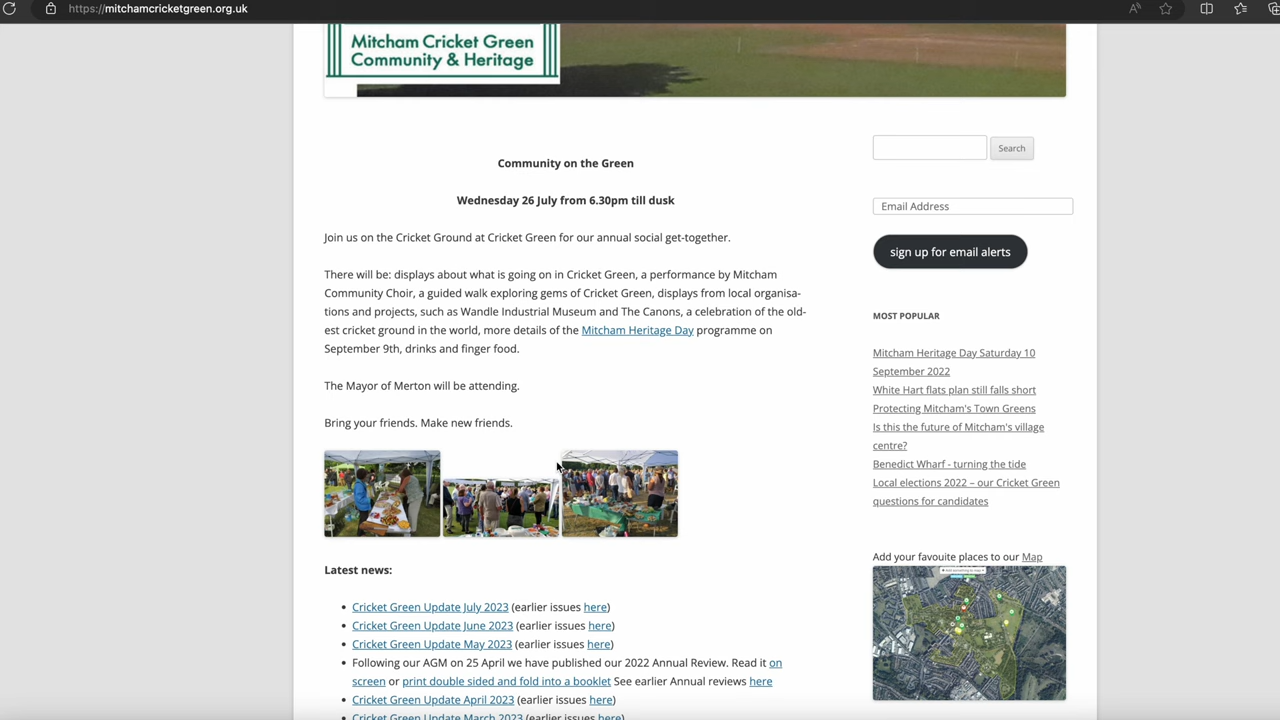 https://mitchamcricketgreen.org.uk
Mitcham Cricket Green
Community & Heritage
Community on the Green
Wednesday 26 July from 6.30pm till dusk
Join us on the Cricket Ground at Cricket Green for our annual social get-together.
There will be: displays about what is going on in Cricket Green, a performance by Mitcham
Community Choir, a guided walk exploring gems of Cricket Green, displays from local organisa-
tions and projects, such as Wandle Industrial Museum and The Canons, a celebration of the old-
est cricket ground in the world, more details of the Mitcham Heritage Day programme on
September 9th, drinks and finger food.
The Mayor of Merton will be attending.
Bring your friends. Make new friends.
Latest news:
• Cricket Green Update July 2023 (earlier issues here)
• Cricket Green Update June 2023 (earlier issues here)
• Cricket Green Update May 2023 (earlier issues here)
• Following our AGM on 25 April we have published our 2022 Annual Review. Read it on
screen or print double sided and fold into a booklet See earlier Annual reviews here
• Cricket Green Update April 2023 (earlier issues here)
• Cricket Green Update March 2023 (earlier issues here)
Search
Email Address
sign up for email alerts
MOST POPULAR
Mitcham Heritage Day Saturday 10
September 2022
White Hart flats plan still falls short
Protecting Mitcham's Town Greens
Is this the future of Mitcham's village
centre?
Benedict Wharf - turning the tide
Local elections 2022 – our Cricket Green
questions for candidates
Add your favouite places to our Map